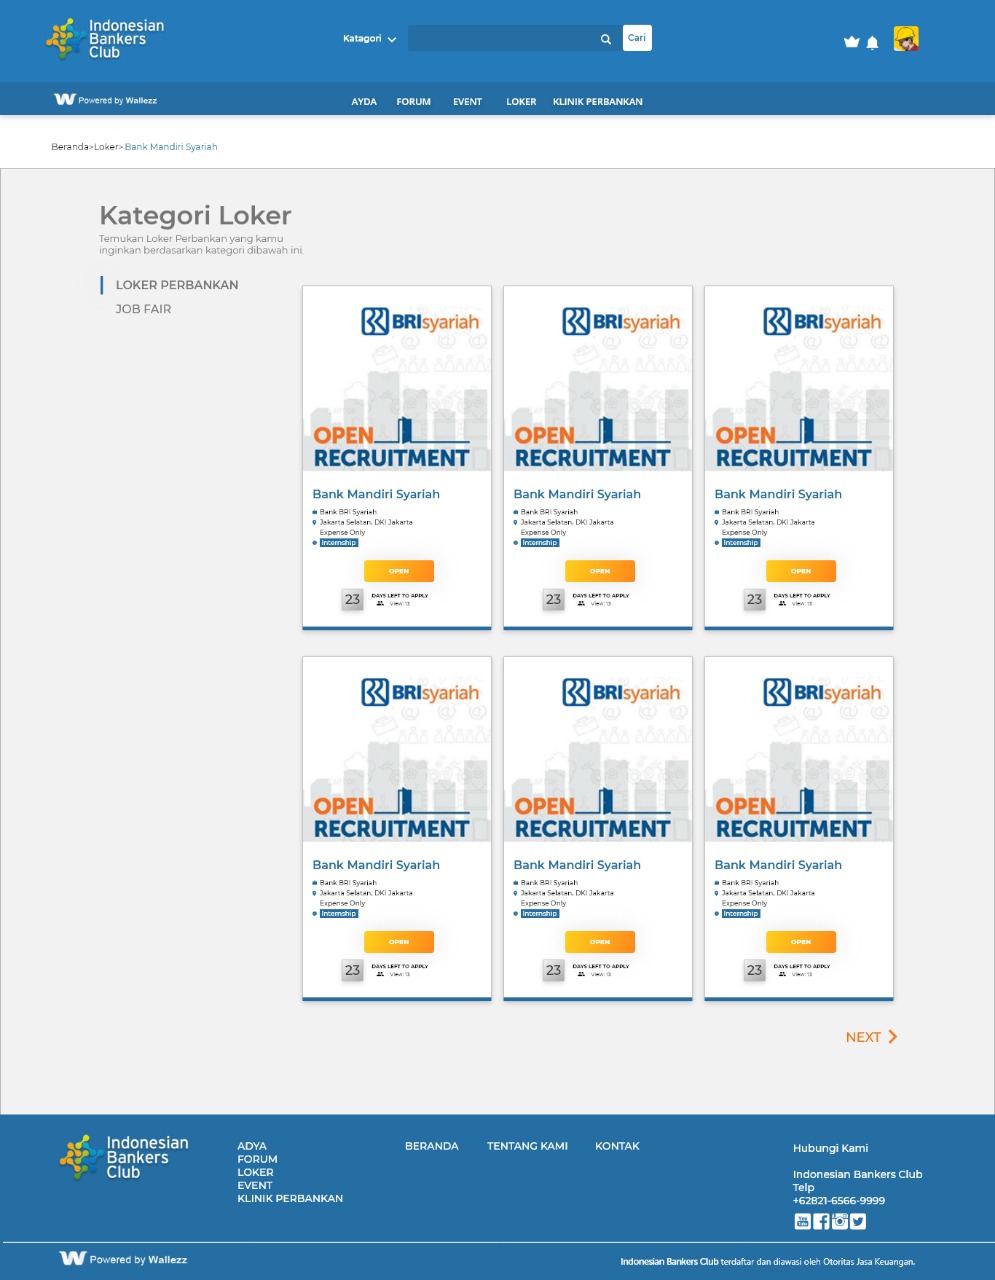 Indonesian
Bankers
Club
Katagori
Cari
Powered by Wallezz
AYDA FORUM EVENT LOKER KLINIK PERBANKAN
Beranda>Loker>Bank Mandiri Syariah
Kategori Loker
Temukan Loker Perbankan yang kamu
inginkan berdasarkan kategori dibawah ini.
LOKER PERBANKAN
JOB FAIR
BRIsyariah
OPEN
RECRUITMENT
Bank Mandiri Syariah
Bank BRI Syariah
Jakarta Selatan, DKI Jakarta
Expense Only
Internship
OPEN
23 DAYS LEFT TO APPLY
View: 13
BRIsyariah
OPEN
RECRUITMENT
Bank Mandiri Syariah
Bank BRI Syariah
Jakarta Selatan, DKI Jakarta
Expense Only
Internship
OPEN
23 DAYS LEFT TO APPLY
View: 13
BRIsyariah
OPEN
RECRUITMENT
Bank Mandiri Syariah
Bank BRI Syariah
Jakarta Selatan, DKI Jakarta
Expense Only
Internship
OPEN
23 DAYS LEFT TO APPLY
View: 13
BRIsyariah
OPEN
RECRUITMENT
Bank Mandiri Syariah
Bank BRI Syariah
Jakarta Selatan, DKI Jakarta
Expense Only
Internship
OPEN
23 DAYS LEFT TO APPLY
View: 13
BRIsyariah
OPEN
RECRUITMENT
Bank Mandiri Syariah
Bank BRI Syariah
Jakarta Selatan, DKI Jakarta
Expense Only
Internship
OPEN
23 DAYS LEFT TO APPLY
View: 13
BRIsyariah
OPEN
RECRUITMENT
Bank Mandiri Syariah
Bank BRI Syariah
Jakarta Selatan, DKI Jakarta
Expense Only
Internship
OPEN
23 DAYS LEFT TO APPLY
View: 13
NEXT
Indonesian
Bankers
Club
ADYA
FORUM
LOKER
EVENT
KLINIK PERBANKAN
BERANDA TENTANG KAMI KONTAK
Hubungi Kami
Indonesian Bankers Club
Telp
+62821-6566-9999
Powered by Wallezz
Indonesian Bankers Club terdaftar dan diawasi oleh Otoritas Jasa Keuangan.